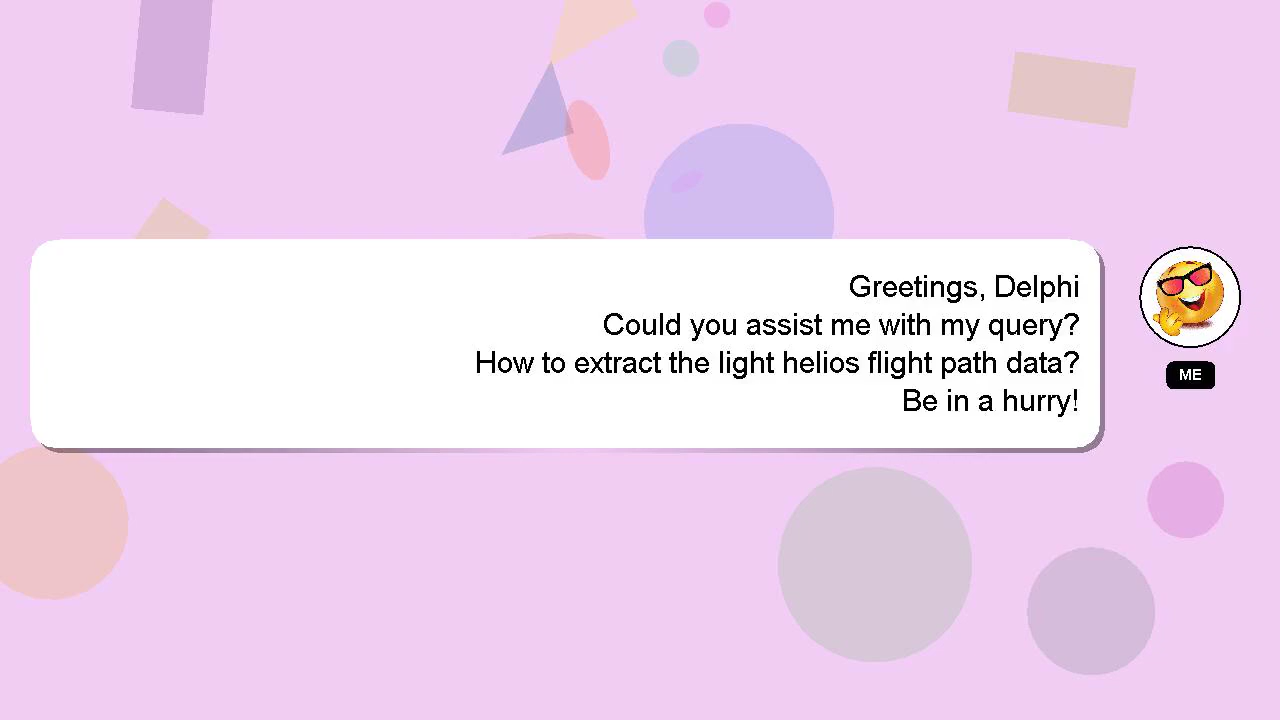 Greetings, Delphi
Could you assist me with my query?
How to extract the light helios flight path data?
Be in a hurry!
ME